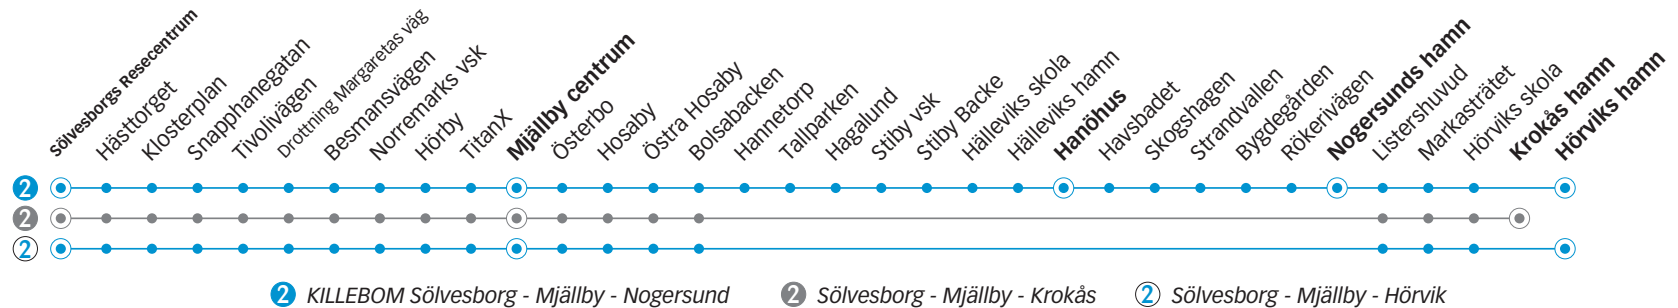 Sölvesborgs Resecentrum
Hästtorget
Klosterplan
Snapphanegatan
Tivolivägen
Drottning Margaretas väg
Besmansvägen
Norremarks vsk
Hörby
TitanX
Mjällby centrum
Österbo
Hosaby
Östra Hosaby
Bolsabacken
Hannetorp
Tallparken
Hagalund
Stiby vsk
Stiby Backe
Hälleviks skola
Hälleviks hamn
Hanöhus
Havsbadet
Skogshagen
Strandvallen
Bygdegården
Rökerivägen
Nogersunds hamn
Listershuvud
Markasträtet
Hörviks skola
Krokås hamn
Hörviks hamn
2
2
2
2 KILLEBOM Sölvesborg - Mjällby - Nogersund
2 Sölvesborg - Mjällby - Krokås
2 Sölvesborg - Mjällby - Hörvik